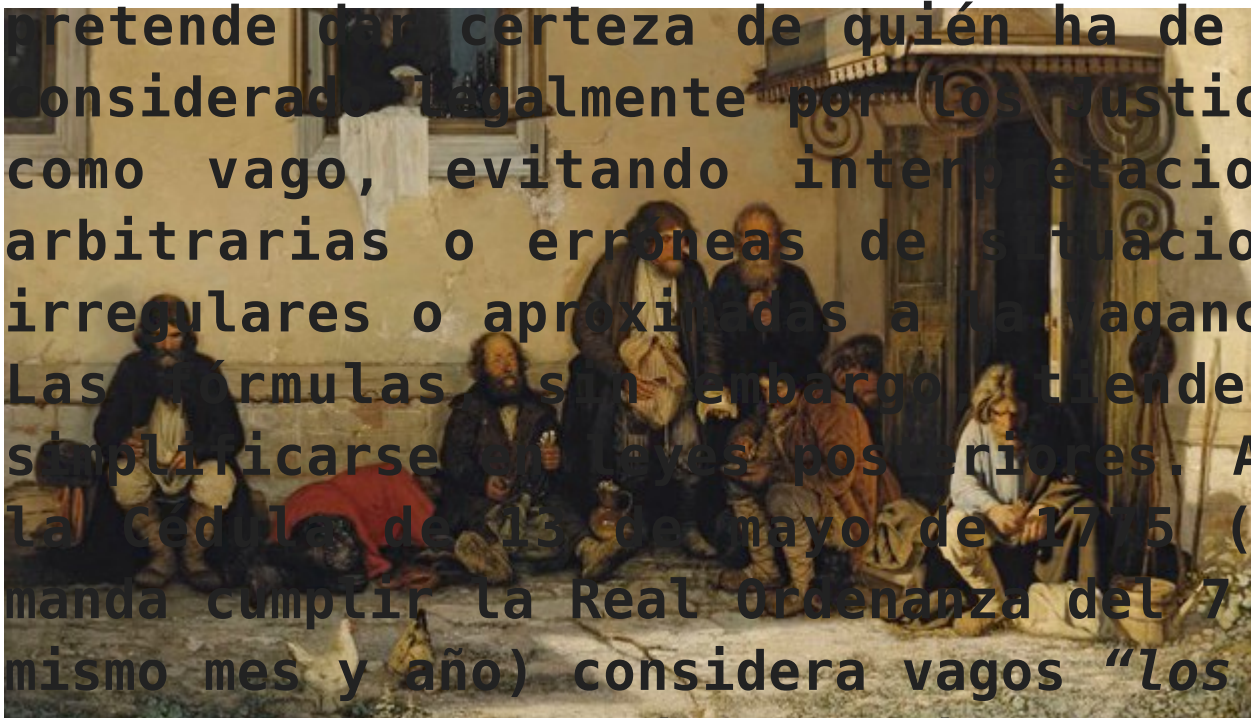 pretende dar certeza de quién ha de
considerado legalmente por los Justic
como vago, evitando interpretacio
arbitrarias o erróneas de situacio
irregulares o aproximadas a la vaganc
Las fórmulas, sin embargo, tiende
simplificarse en leyes posteriores. A
la Cédula de 13 de mayo de 1775 (
manda cumplir la Real Ordenanza del 7
mismo mes y año) considera vagos “los